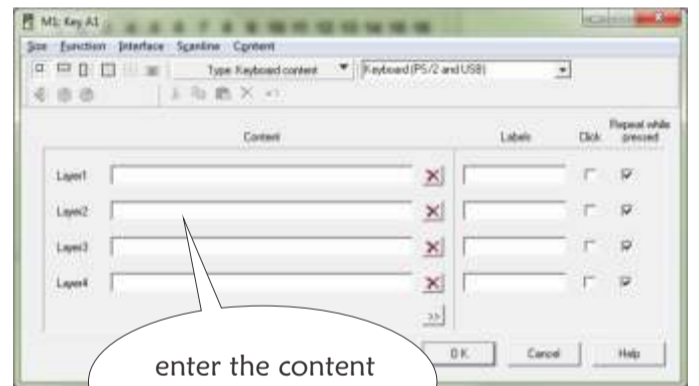 M1: Key A1
Size Function Interface Scanline Content
Type: Keyboard content Keyboard (PS/2 and USB)
Content Labels Click Repeat while pressed
Layer1
Layer2
Layer3
Layer4
>>
enter the content
OK Cancel Help